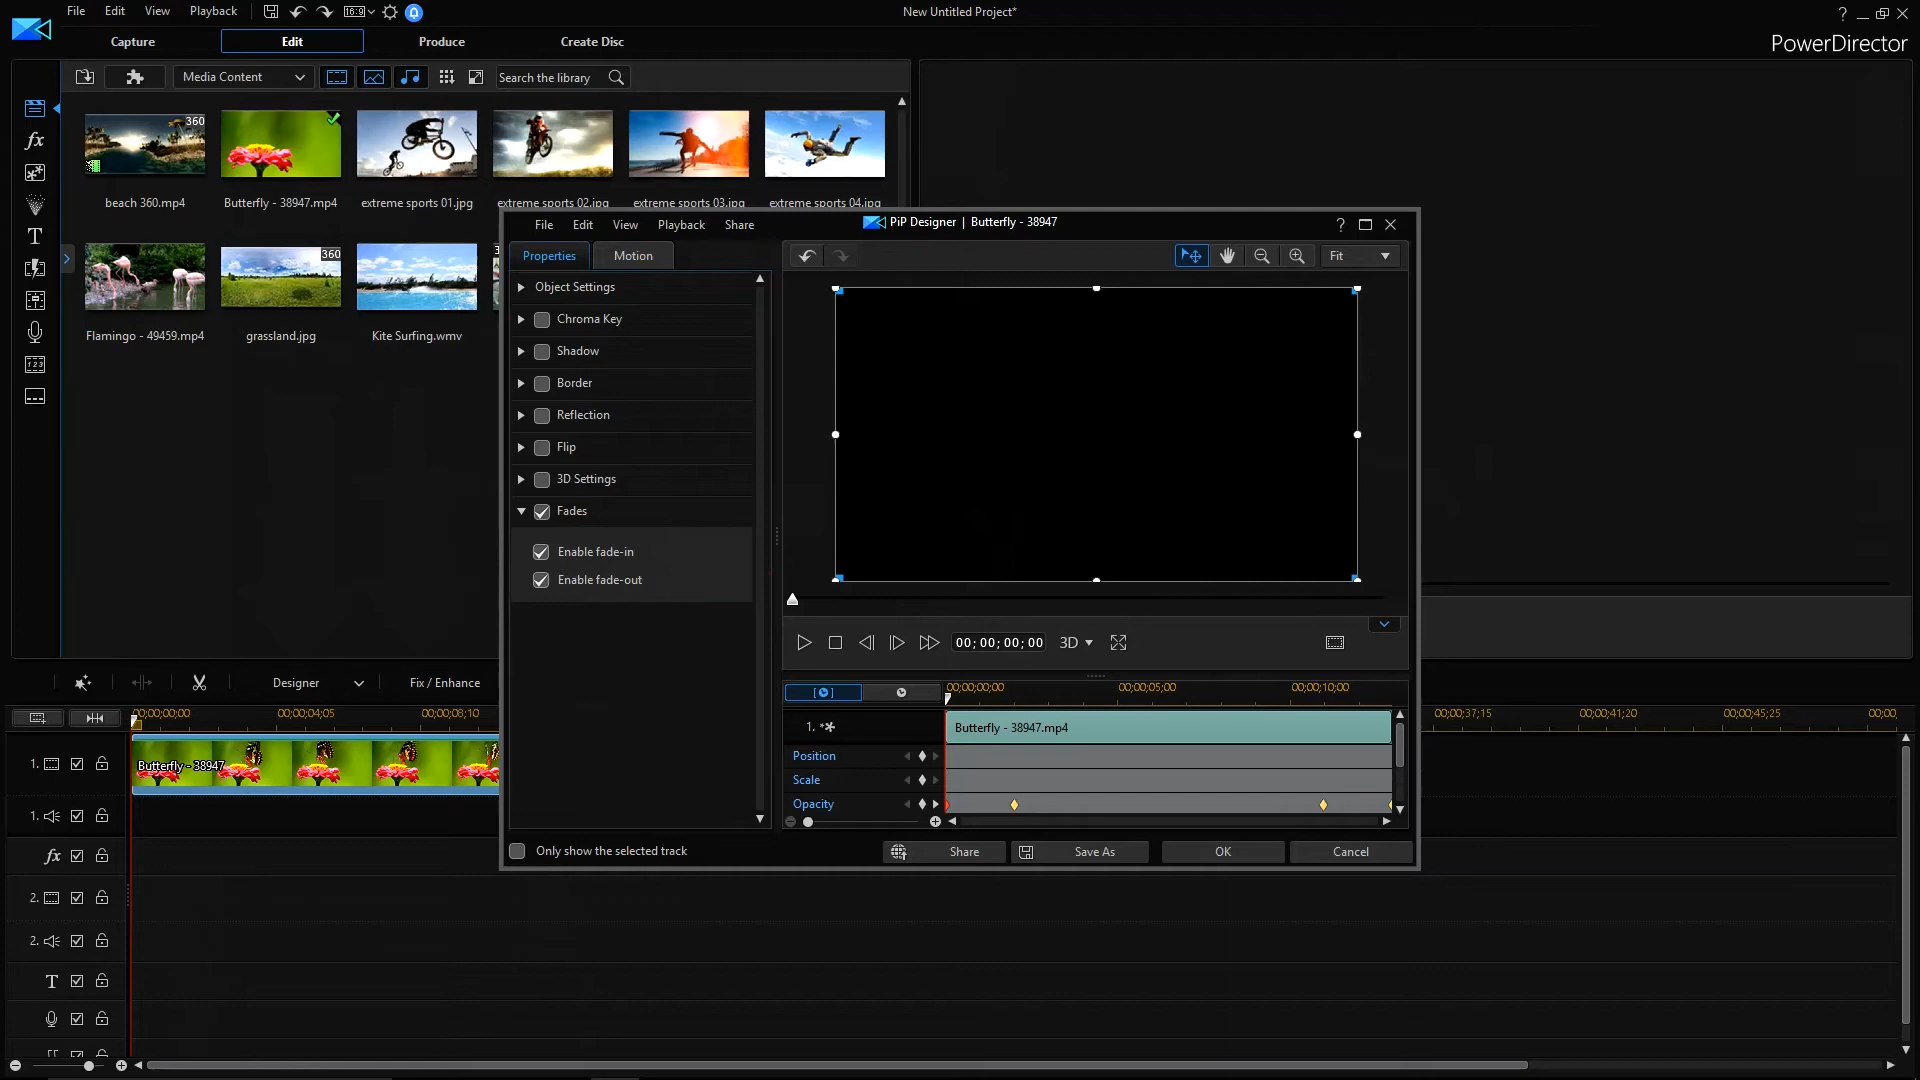 File Edit View Playback 16:9 New Untitled Project* ?
Capture Edit Produce Create Disc PowerDirector
Media Content Search the library
360
beach 360.mp4 Butterfly - 38947.mp4 extreme sports 01.jpg extreme sports 02.jpg extreme sports 03.jpg extreme sports 04.jpg
360
Flamingo - 49459.mp4 grassland.jpg Kite Surfing.wmv
fx
T
File Edit View Playback Share PiP Designer | Butterfly - 38947 ?
Properties Motion Fit
Object Settings
Chroma Key
Shadow
Border
Reflection
Flip
3D Settings
Fades
Enable fade-in
Enable fade-out
00;00;00;00 3D
00;00;00;00 00;00;05;00 00;00;10;00
1. Butterfly - 38947.mp4
Position
Scale
Opacity
Only show the selected track Share Save As OK Cancel
Designer Fix / Enhance
00;00;00;00 00;00;04;05 00;00;08;10 00;00;37;15 00;00;41;20 00;00;45;25 00;00,
1. Butterfly - 38947
1.
fx
2.
2.
T